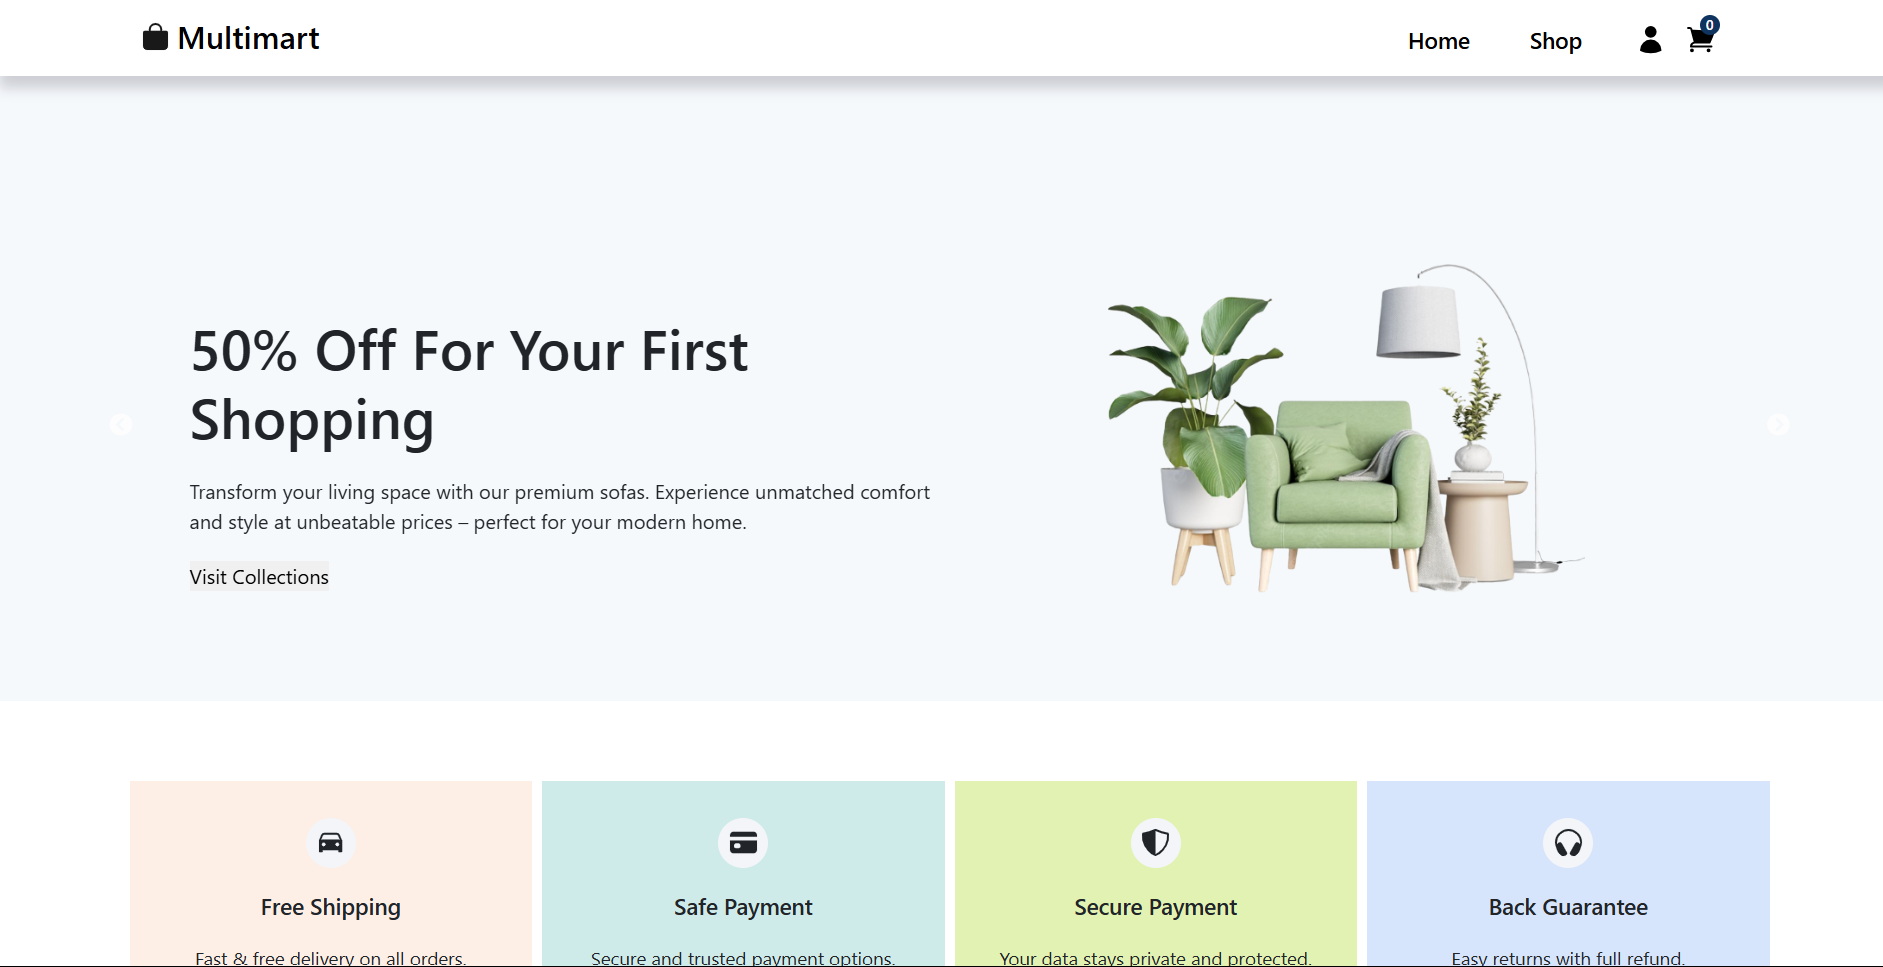 Multimart
Home
Shop
0
50% Off For Your First
Shopping
Transform your living space with our premium sofas. Experience unmatched comfort
and style at unbeatable prices – perfect for your modern home.
Visit Collections
Free Shipping
Fast & free delivery on all orders.
Safe Payment
Secure and trusted payment options.
Secure Payment
Your data stays private and protected.
Back Guarantee
Easy returns with full refund.